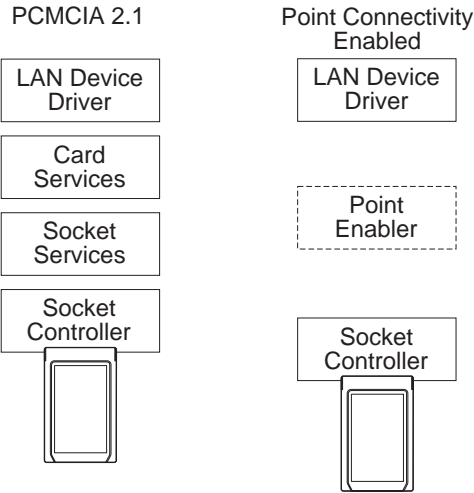 PCMCIA 2.1
LAN Device
Driver
Card
Services
Socket
Services
Socket
Controller
Point Connectivity
Enabled
LAN Device
Driver
Point
Enabler
Socket
Controller